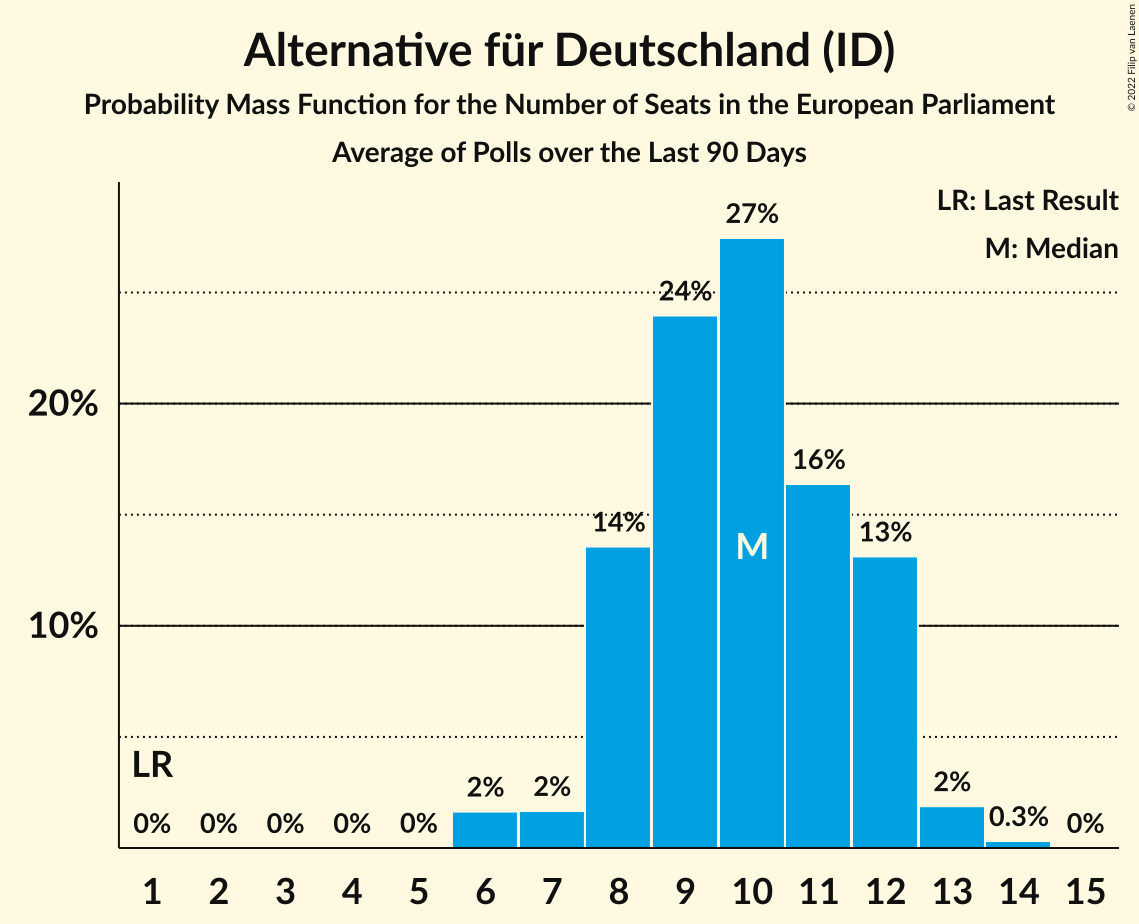 Alternative für Deutschland (ID)
Probability Mass Function for the Number of Seats in the European Parliament
Average of Polls over the Last 90 Days
© 2022 Filip van Laenen
LR: Last Result
M: Median
27%
24%
20%
16%
14%
13%
M
10%
LR
2%
2%
2%
0%
0%
0%
0%
0%
0.3%
0%
1 2 3 4 5 6 7 8 9 10 11 12 13 14 15